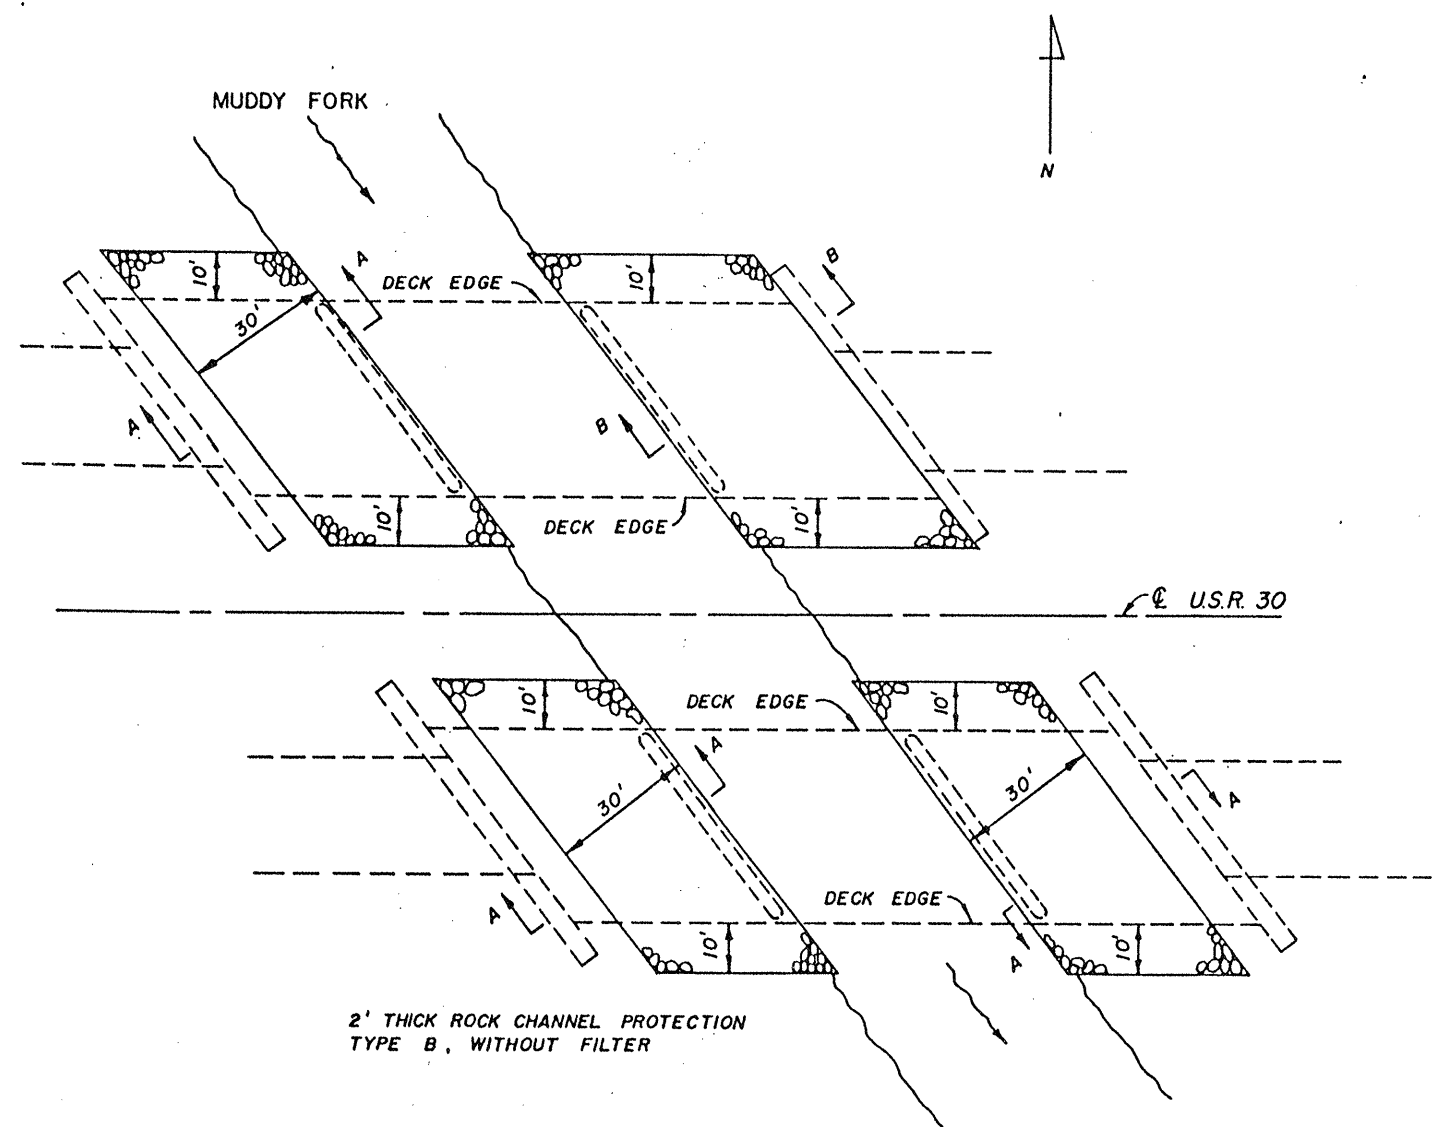 N
MUDDY FORK
A
B
10'
DECK EDGE
10'
30'
A
B
10'
DECK EDGE
10'
℄ U.S.R. 30
10'
DECK EDGE
10'
A
30'
30'
A
A
DECK EDGE
10'
10'
A
2' THICK ROCK CHANNEL PROTECTION
TYPE B, WITHOUT FILTER